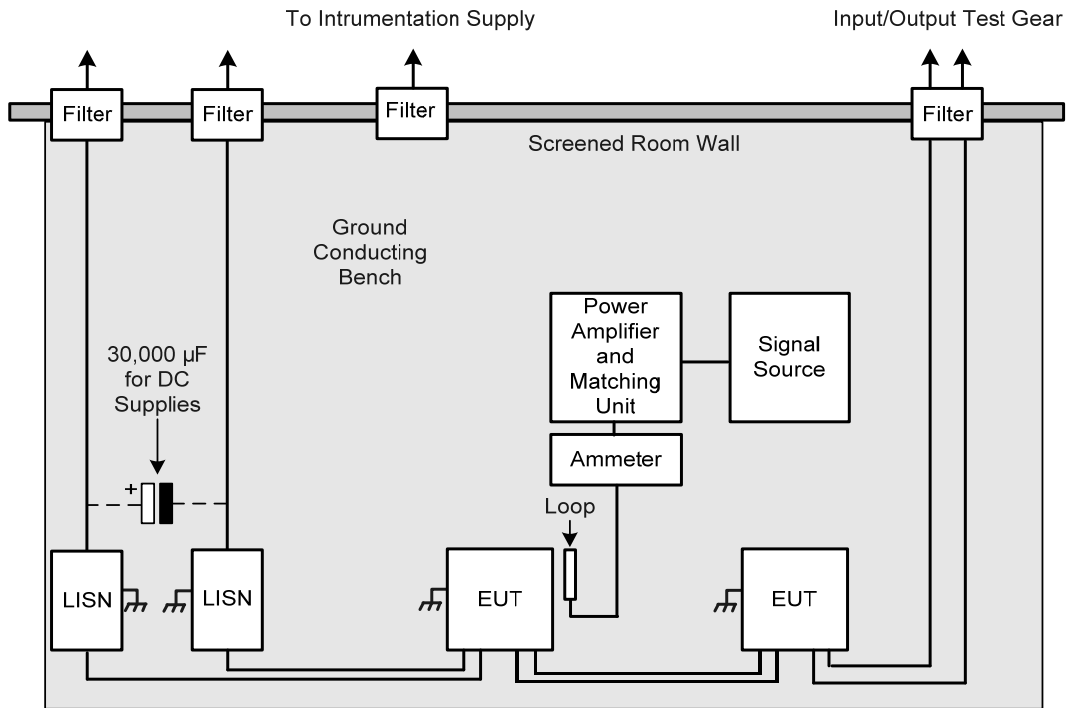 To Intrumentation Supply
Input/Output Test Gear
Filter
Filter
Filter
Filter
Screened Room Wall
Ground
Conducting
Bench
30,000 µF
for DC
Supplies
+
Power
Amplifier
and
Matching
Unit
Signal
Source
Ammeter
Loop
LISN
LISN
EUT
EUT